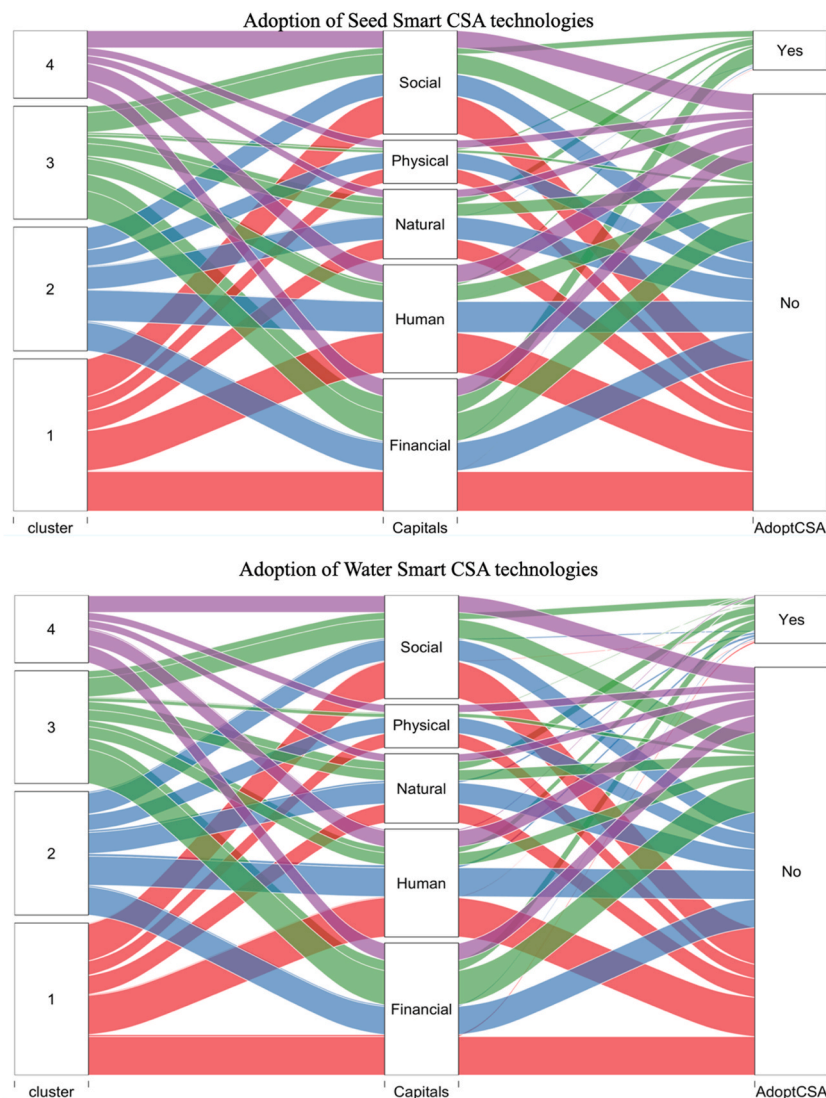 Adoption of Seed Smart CSA technologies
4
3
2
1
Social
Physical
Natural
Human
Financial
Yes
No
cluster
Capitals
AdoptCSA
Adoption of Water Smart CSA technologies
4
3
2
1
Social
Physical
Natural
Human
Financial
Yes
No
cluster
Capitals
AdoptCSA